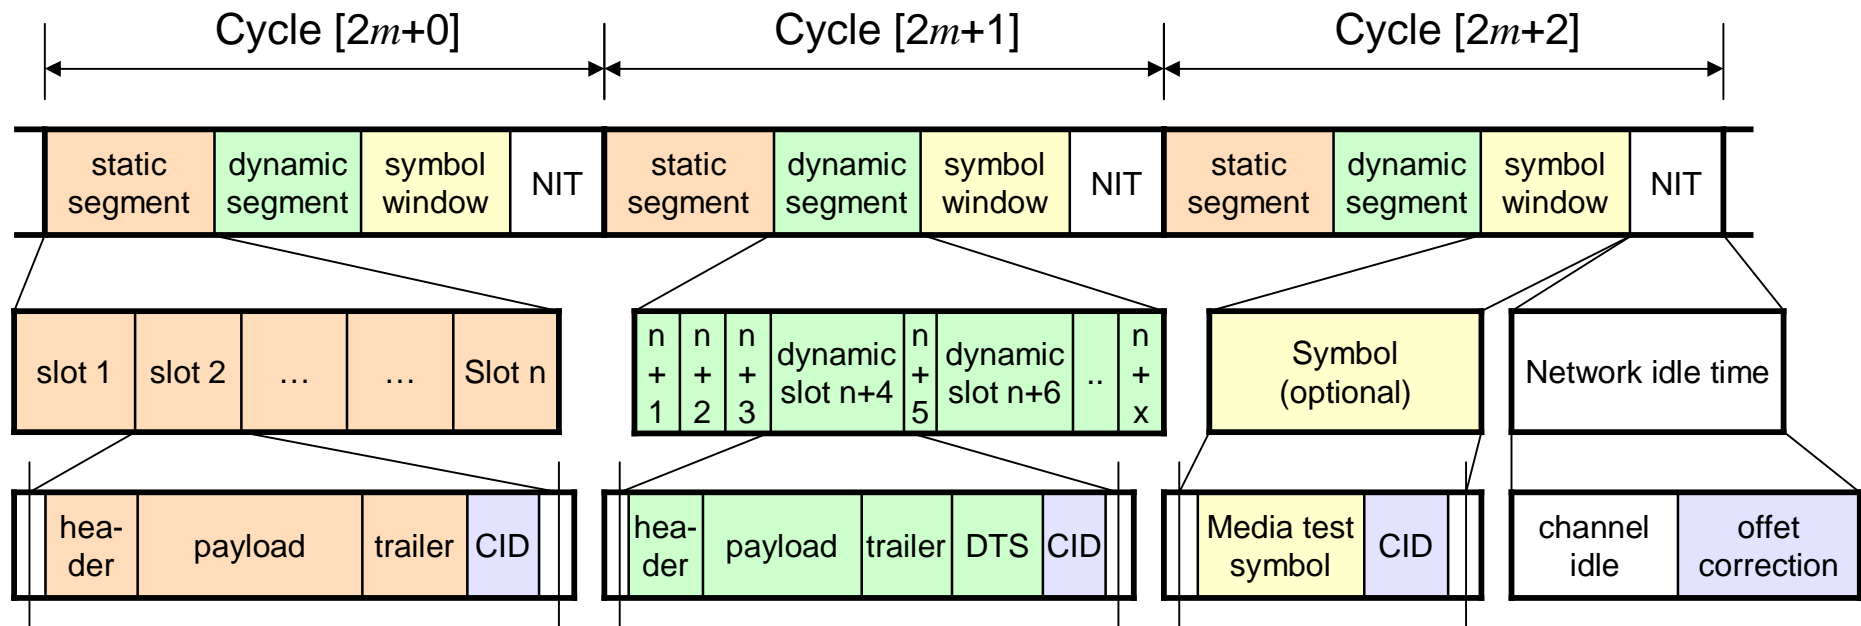 Cycle [2m+0]
Cycle [2m+1]
Cycle [2m+2]
static
segment
dynamic
segment
symbol
window
NIT
static
segment
dynamic
segment
symbol
window
NIT
static
segment
dynamic
segment
symbol
window
NIT
slot 1
slot 2
...
...
Slot n
n
+
1
n
+
2
n
+
3
dynamic
slot n+4
n
+
5
dynamic
slot n+6
..
n
+
x
Symbol
(optional)
Network idle time
hea-
der
payload
trailer
CID
hea-
der
payload
trailer
DTS
CID
Media test
symbol
CID
channel
idle
offet
correction